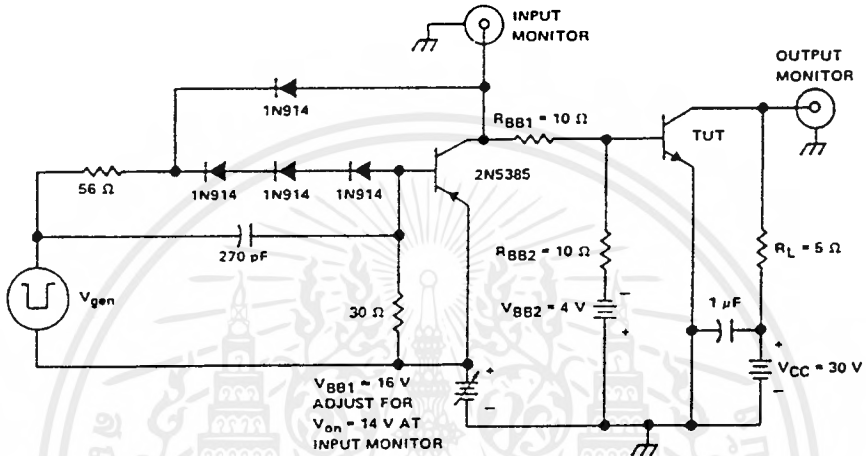 INPUT
MONITOR
OUTPUT
MONITOR
1N914
RBB1 = 10 Ω
TUT
56 Ω
1N914
1N914
1N914
2N5385
270 pF
RBB2 = 10 Ω
RL = 5 Ω
Vgen
30 Ω
VBB2 = 4 V
1 μF
VBB1 ≈ 16 V
ADJUST FOR
Von = 14 V AT
INPUT MONITOR
VCC = 30 V